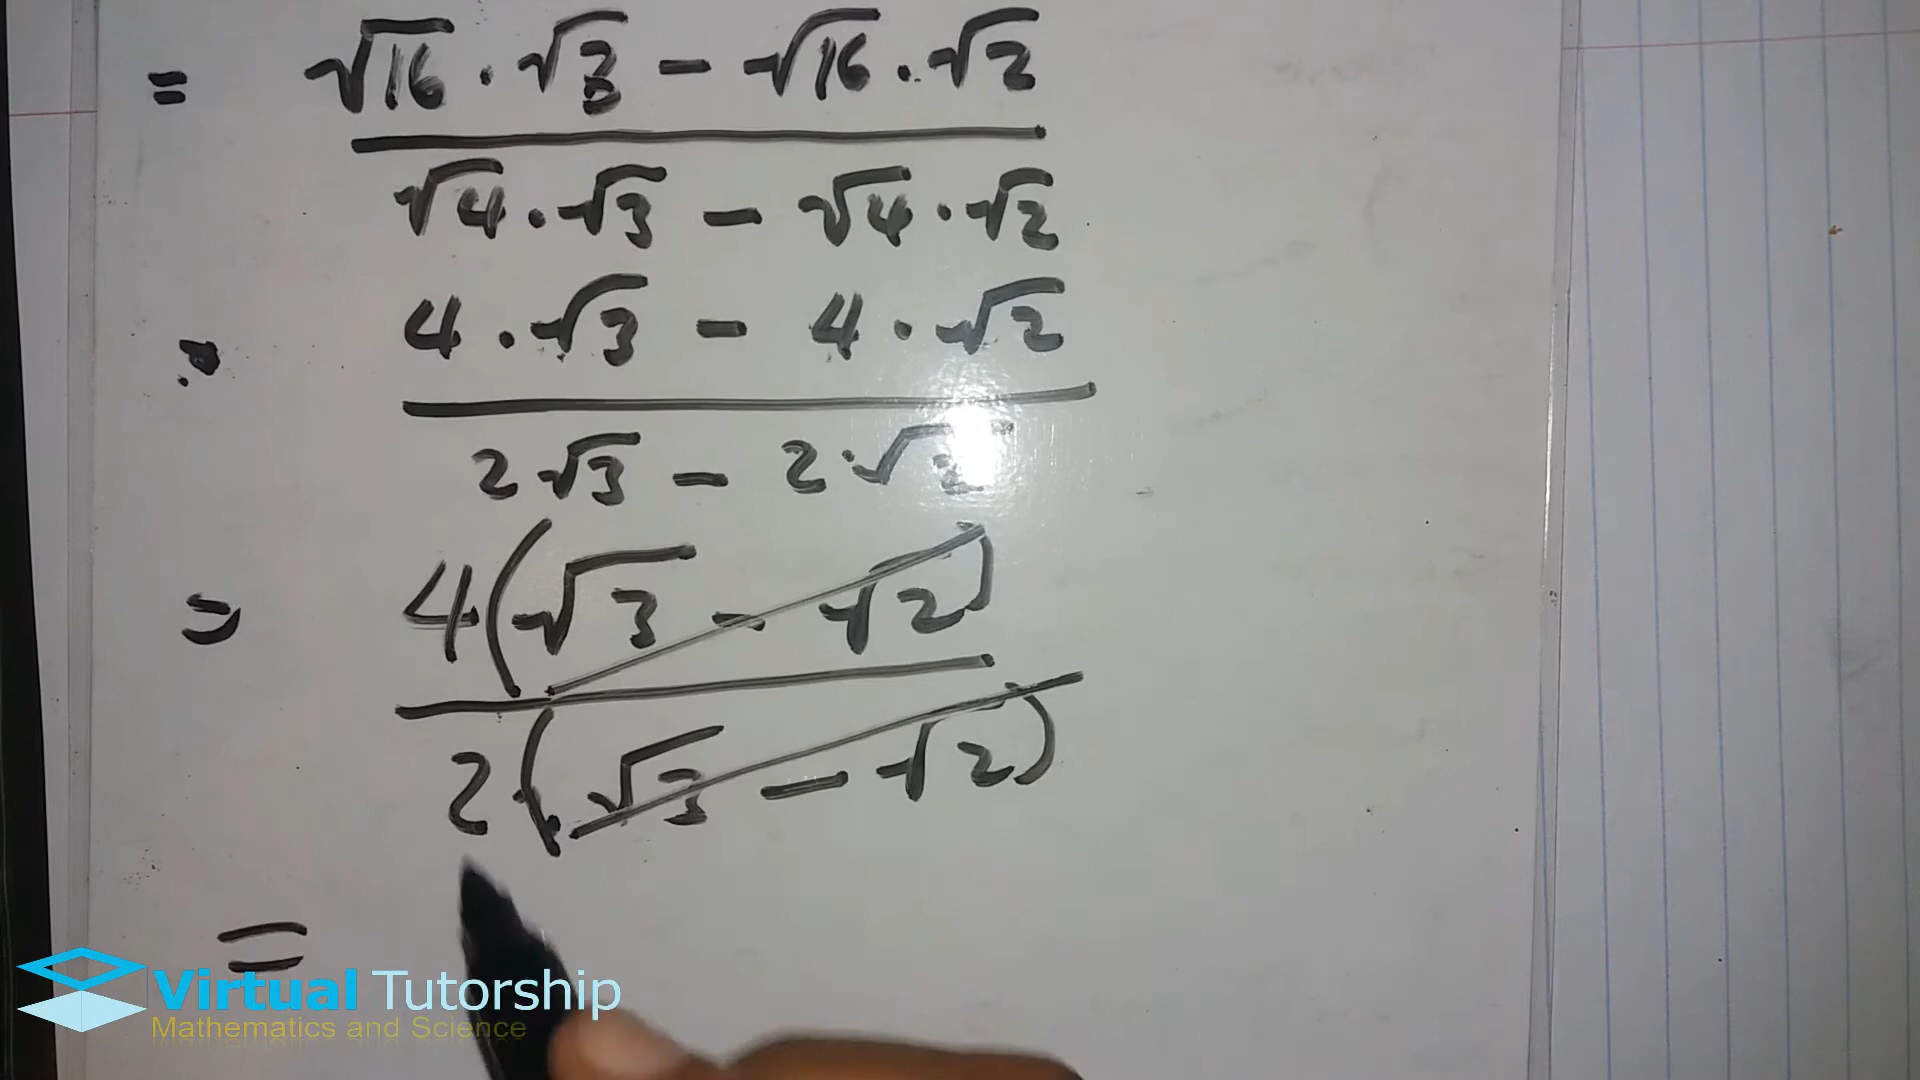 = √16 . √3 − √16 . √2
√4 . √3 − √4 . √2
4 . √3 − 4 . √2
2√3 − 2 . √2
= 4(√3 − √2)
2(√3 − √2)
=
Virtual Tutorship
Mathematics and Science